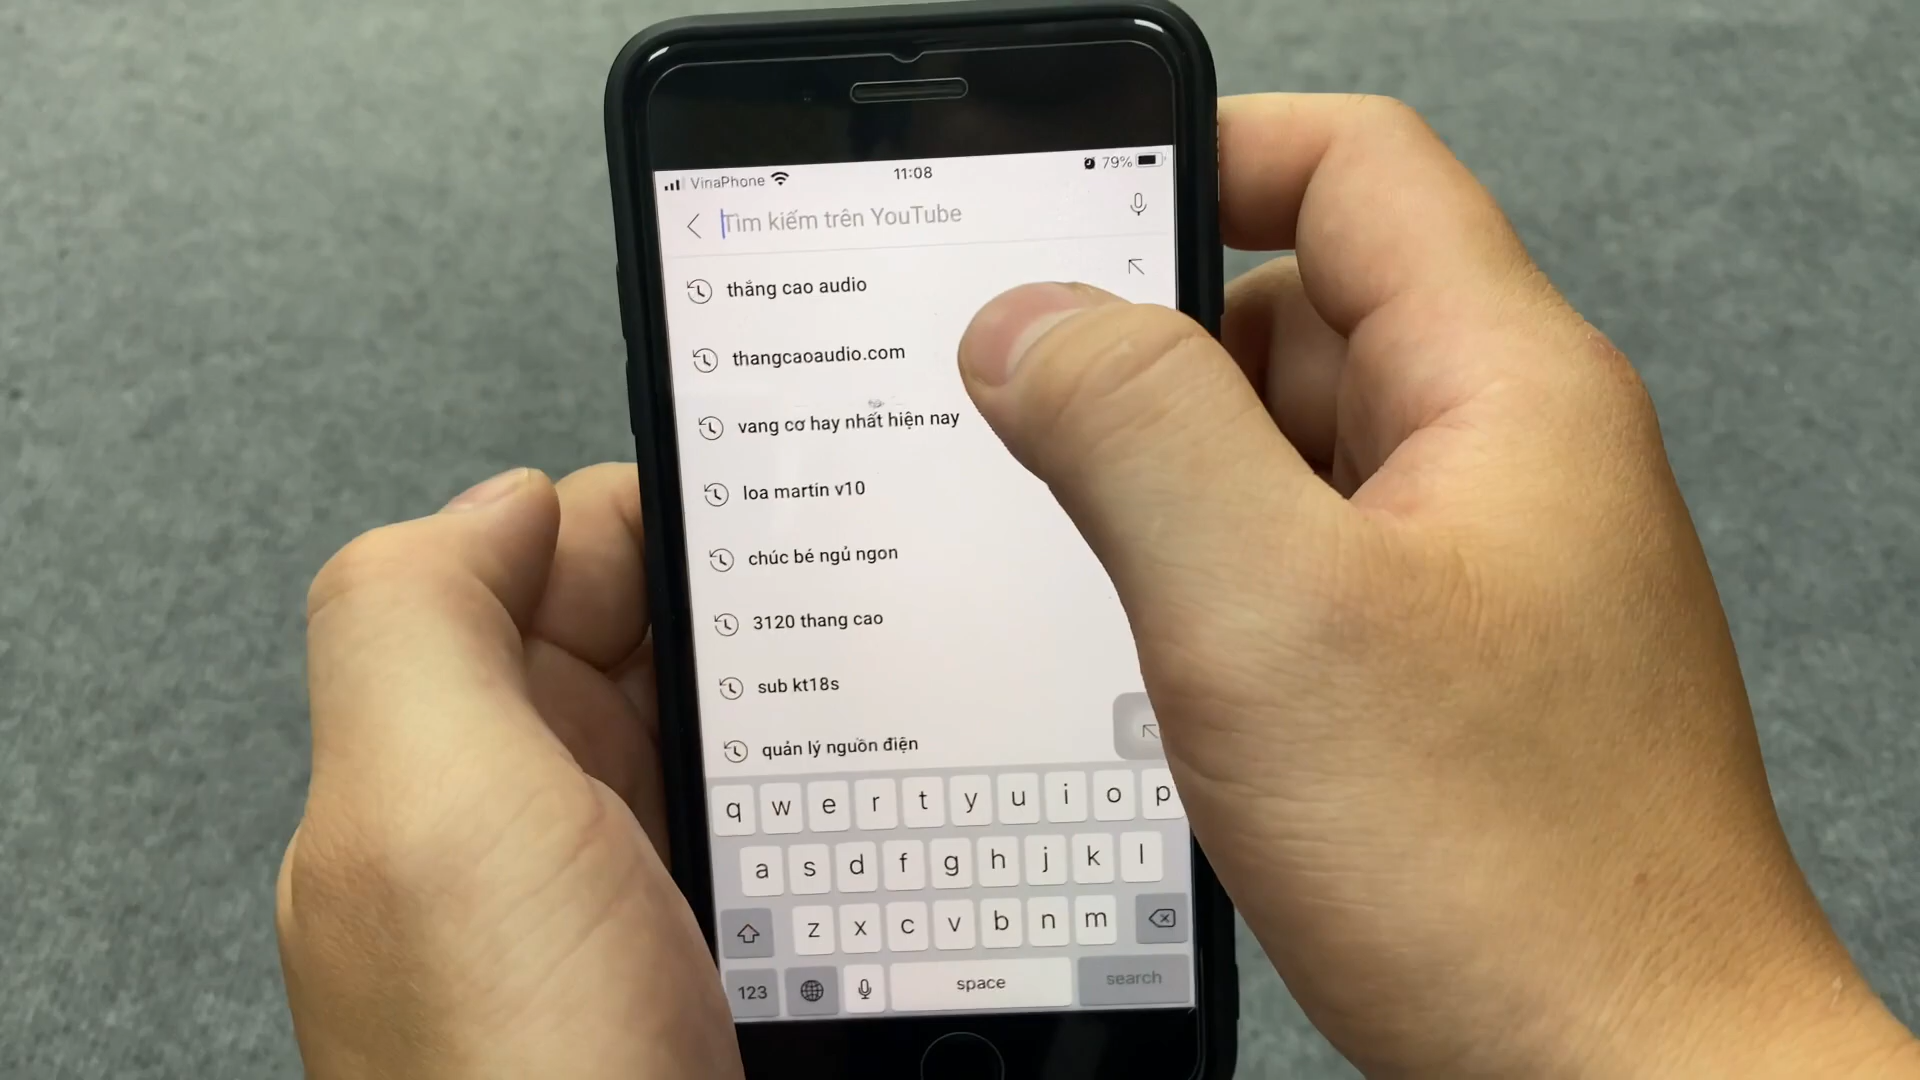 VinaPhone 11:08 79%
Tìm kiếm trên YouTube
thắng cao audio
thangcaoaudio.com
vang cơ hay nhất hiện nay
loa martin v10
chúc bé ngủ ngon
3120 thang cao
sub kt18s
quản lý nguồn điện
q w e r t y u i o p
a s d f g h j k l
z x c v b n m
123 space search